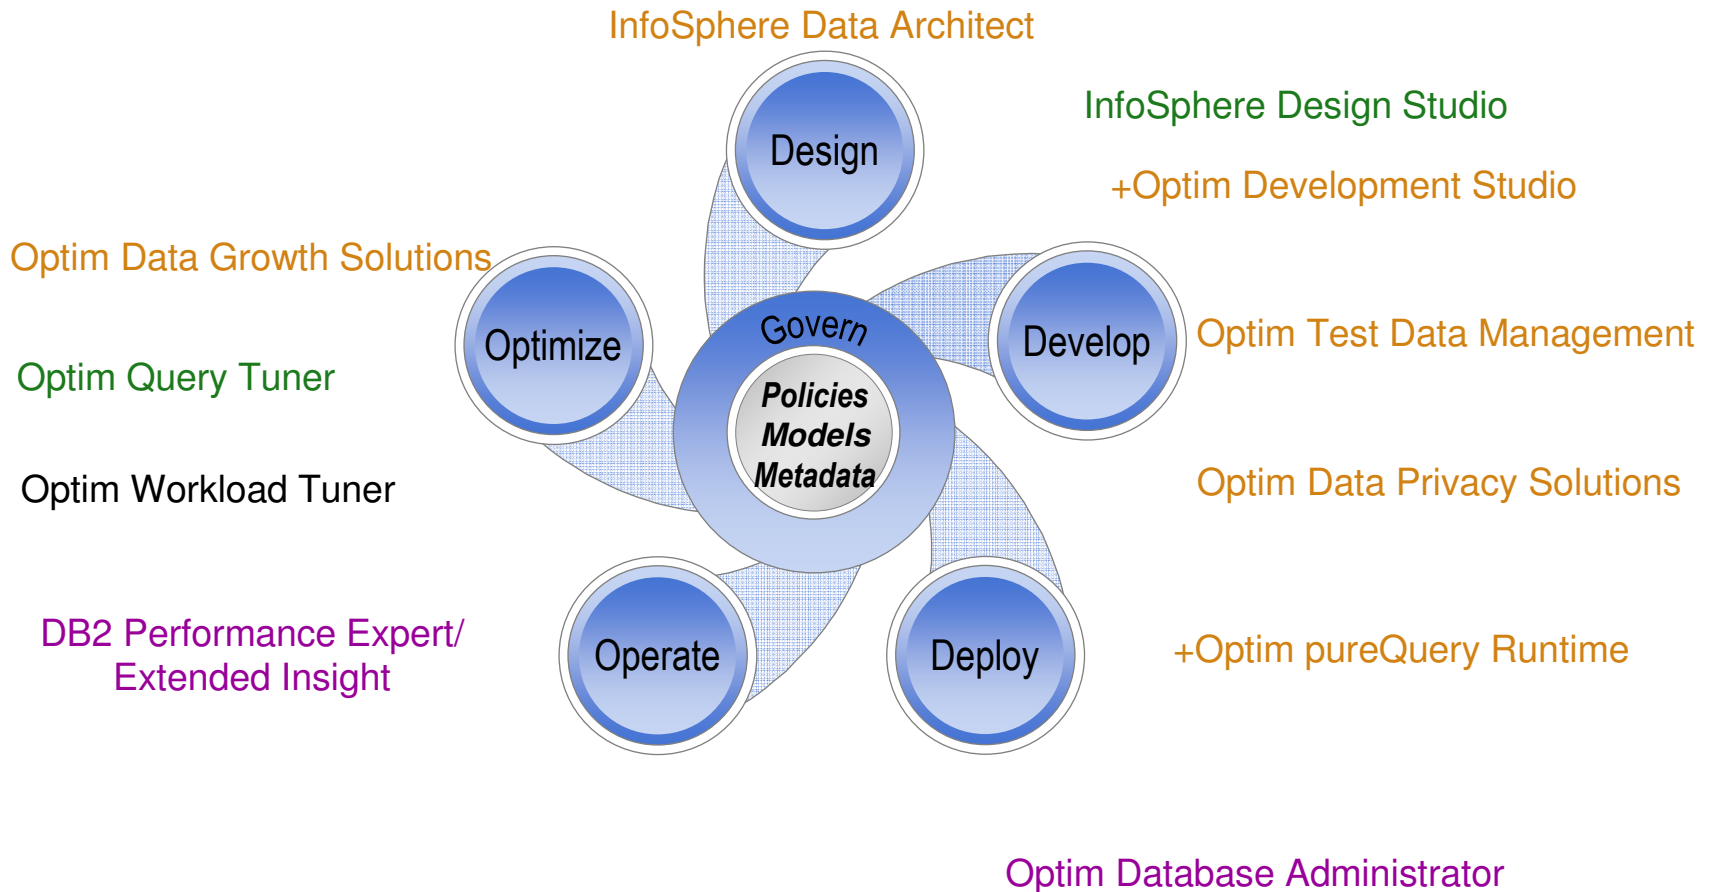 InfoSphere Data Architect
InfoSphere Design Studio
Design
+Optim Development Studio
Optim Data Growth Solutions
Optimize
Govern
Develop
Optim Test Data Management
Optim Query Tuner
Policies
Models
Metadata
Optim Workload Tuner
Optim Data Privacy Solutions
DB2 Performance Expert/
Extended Insight
Operate
Deploy
+Optim pureQuery Runtime
Optim Database Administrator